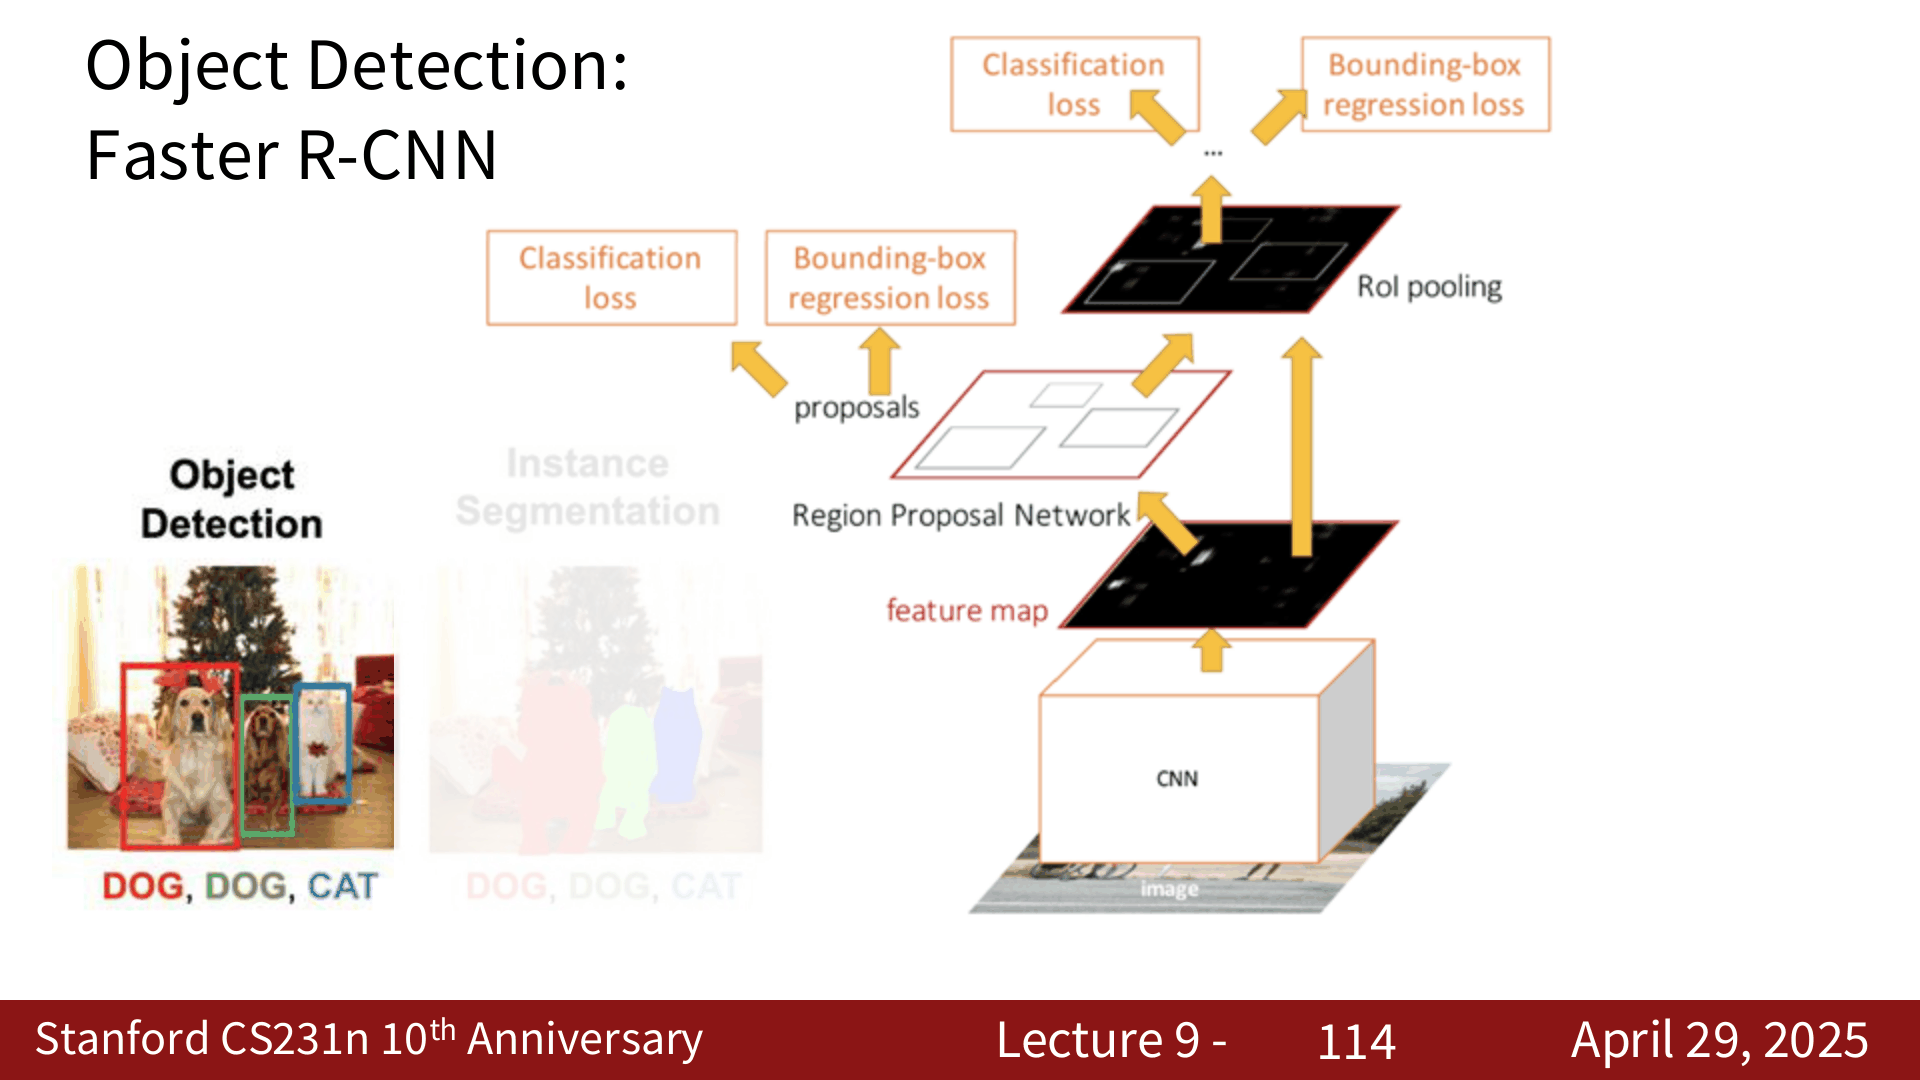 Object Detection:
Faster R-CNN
Classification
loss
Bounding-box
regression loss
...
Classification
loss
Bounding-box
regression loss
RoI pooling
proposals
Region Proposal Network
feature map
CNN
image
Object
Detection
DOG, DOG, CAT
Instance
Segmentation
DOG, DOG, CAT
Stanford CS231n 10th Anniversary
Lecture 9 - 114
April 29, 2025